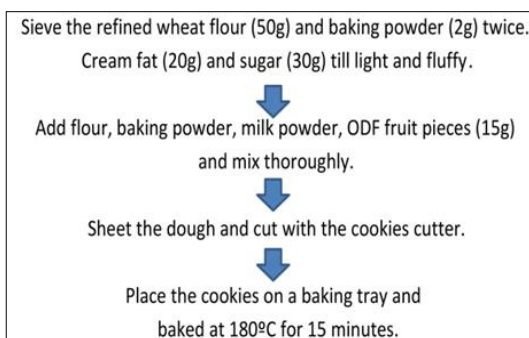 Sieve the refined wheat flour (50g) and baking powder (2g) twice.
Cream fat (20g) and sugar (30g) till light and fluffy.
Add flour, baking powder, milk powder, ODF fruit pieces (15g)
and mix thoroughly.
Sheet the dough and cut with the cookies cutter.
Place the cookies on a baking tray and
baked at 180ºC for 15 minutes.